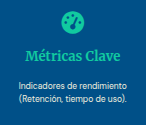 Métricas Clave
Indicadores de rendimiento
(Retención, tiempo de uso).